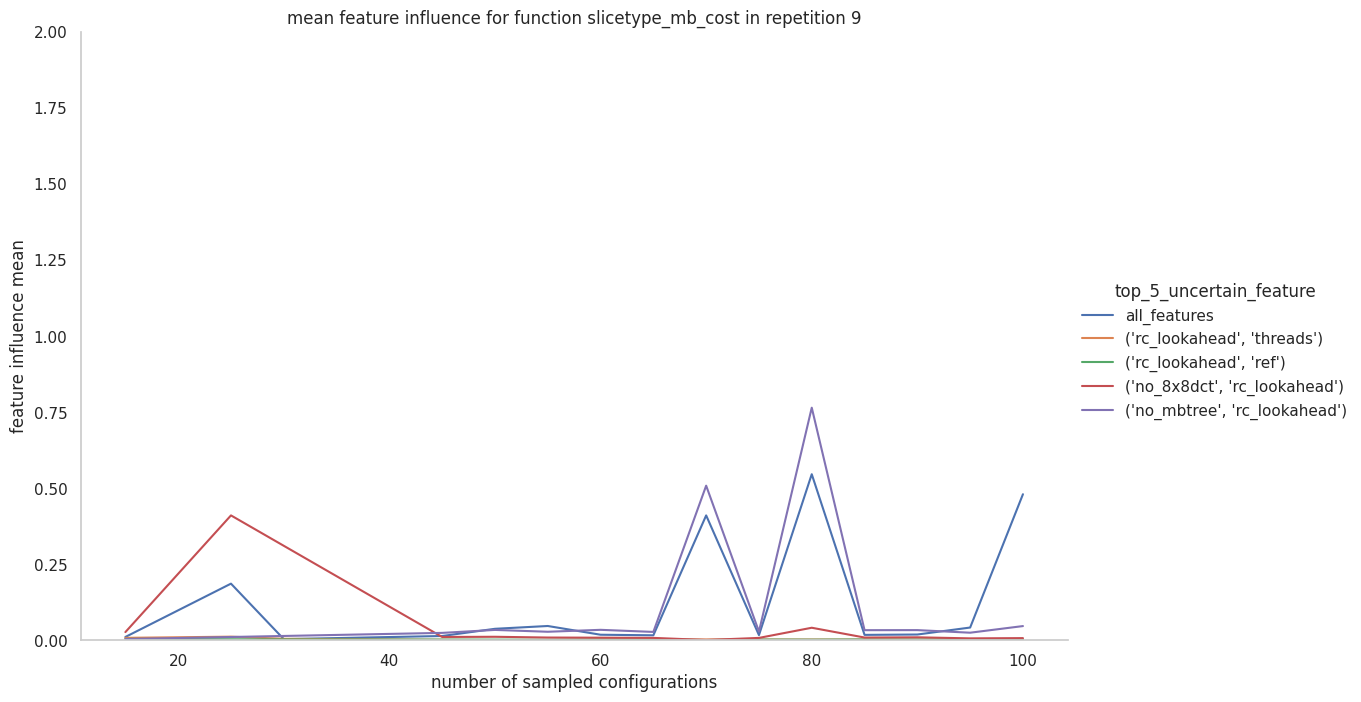 mean feature influence for function slicetype_mb_cost in repetition 9
2.00
1.75
1.50
1.25
1.00
0.75
0.50
0.25
0.00
feature influence mean
20
40
60
80
100
number of sampled configurations
top_5_uncertain_feature
all_features
('rc_lookahead', 'threads')
('rc_lookahead', 'ref')
('no_8x8dct', 'rc_lookahead')
('no_mbtree', 'rc_lookahead')